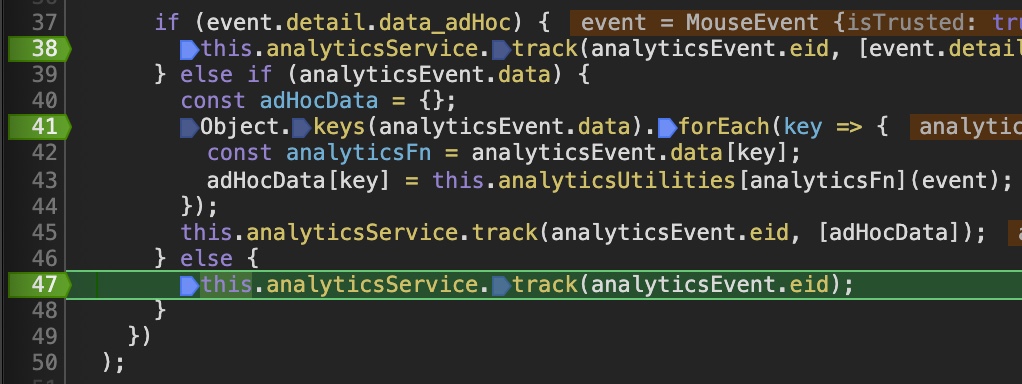 37 if (event.detail.data_adHoc) { event = MouseEvent {isTrusted: tru
38 this.analyticsService.track(analyticsEvent.eid, [event.detail
39 } else if (analyticsEvent.data) {
40 const adHocData = {};
41 Object.keys(analyticsEvent.data).forEach(key => { analytic
42 const analyticsFn = analyticsEvent.data[key];
43 adHocData[key] = this.analyticsUtilities[analyticsFn](event);
44 });
45 this.analyticsService.track(analyticsEvent.eid, [adHocData]);
46 } else {
47 this.analyticsService.track(analyticsEvent.eid);
48 }
49 })
50 );